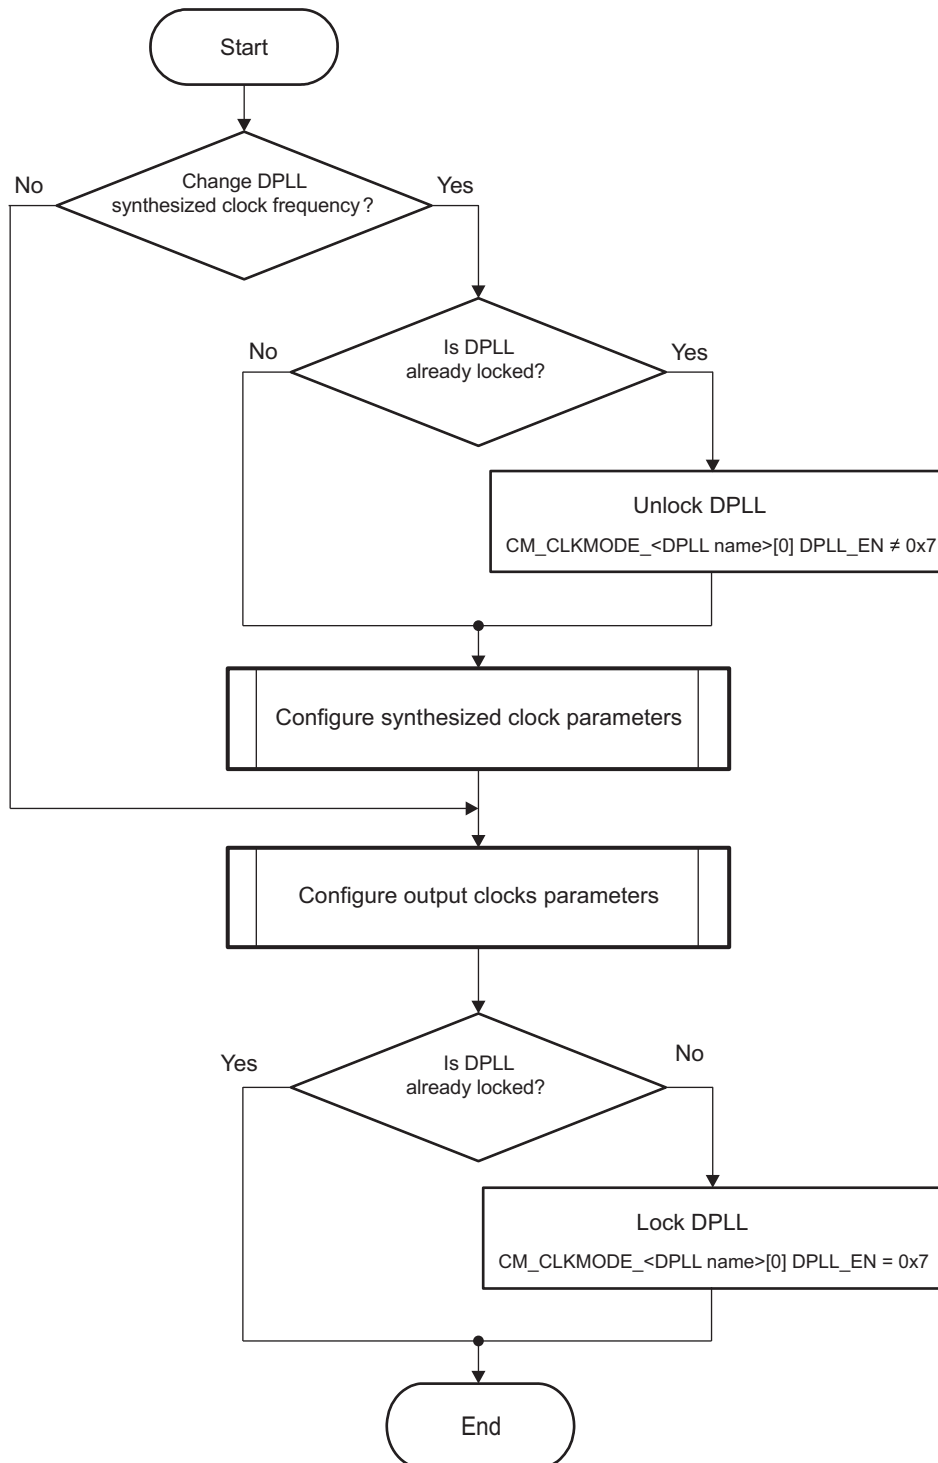 Start
Change DPLL
synthesized clock frequency?
No
Yes
Is DPLL
already locked?
No
Yes
Unlock DPLL
CM_CLKMODE_<DPLL name>[0] DPLL_EN ≠ 0x7
Configure synthesized clock parameters
Configure output clocks parameters
Is DPLL
already locked?
Yes
No
Lock DPLL
CM_CLKMODE_<DPLL name>[0] DPLL_EN = 0x7
End